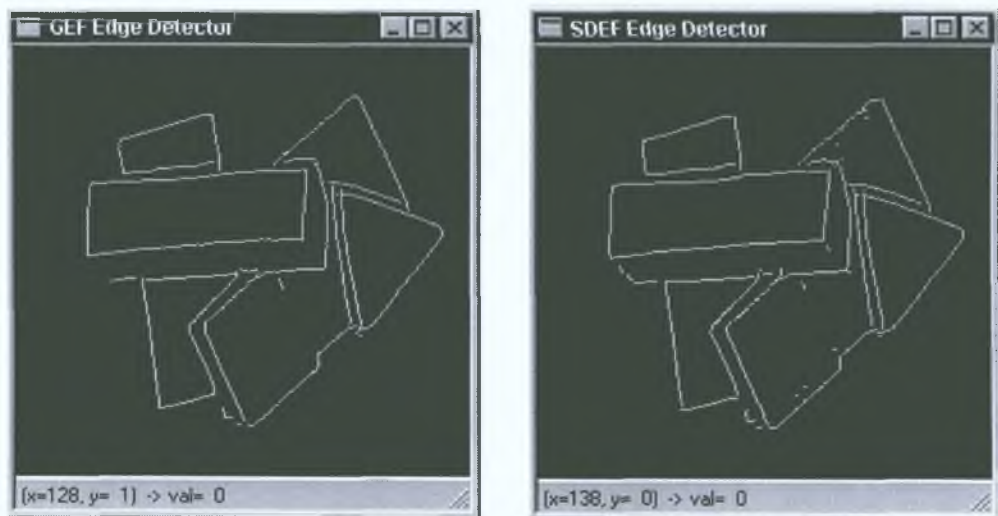 GEF Edge Detector
SDEF Edge Detector
(x=128, y= 1) -> val= 0
(x=138, y= 0) -> val= 0